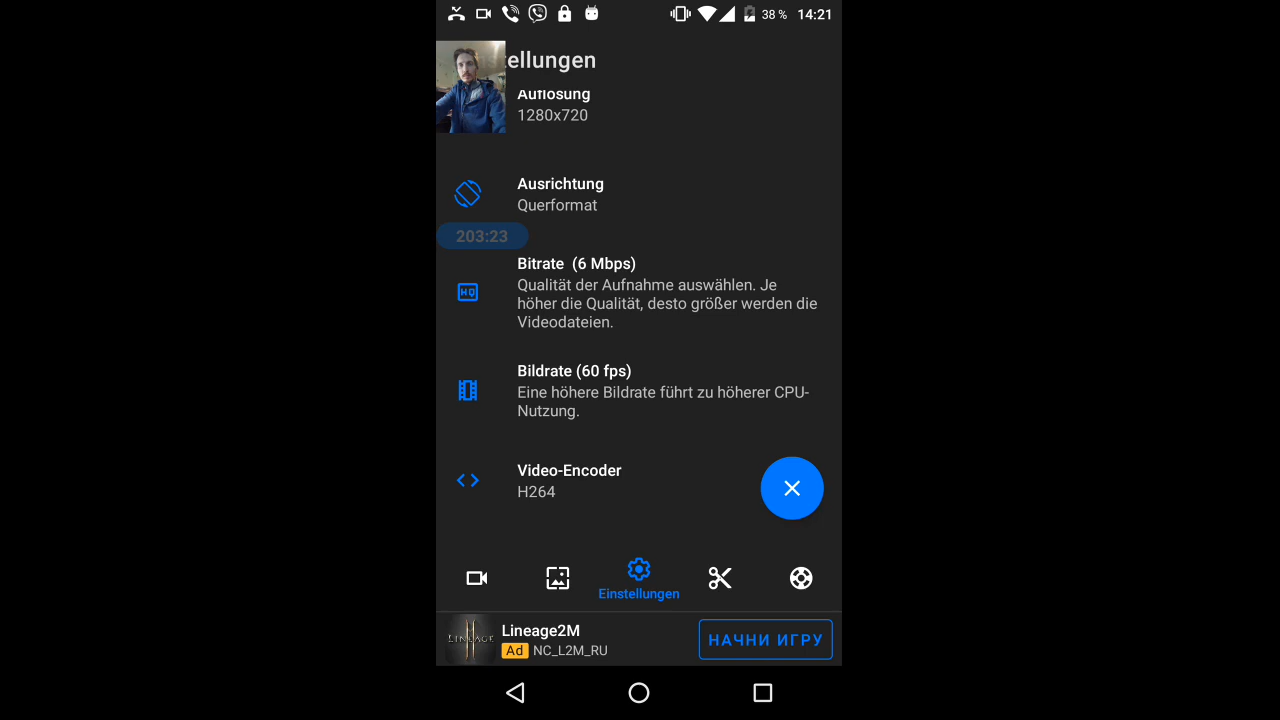 38 % 14:21
ellungen
Auflösung
1280x720
Ausrichtung
Querformat
203:23
Bitrate (6 Mbps)
HQ
Qualität der Aufnahme auswählen. Je
höher die Qualität, desto größer werden die
Videodateien.
Bildrate (60 fps)
Eine höhere Bildrate führt zu höherer CPU-
Nutzung.
Video-Encoder
H264
Einstellungen
LINEAGE
Lineage2M
Ad NC_L2M_RU
НАЧНИ ИГРУ